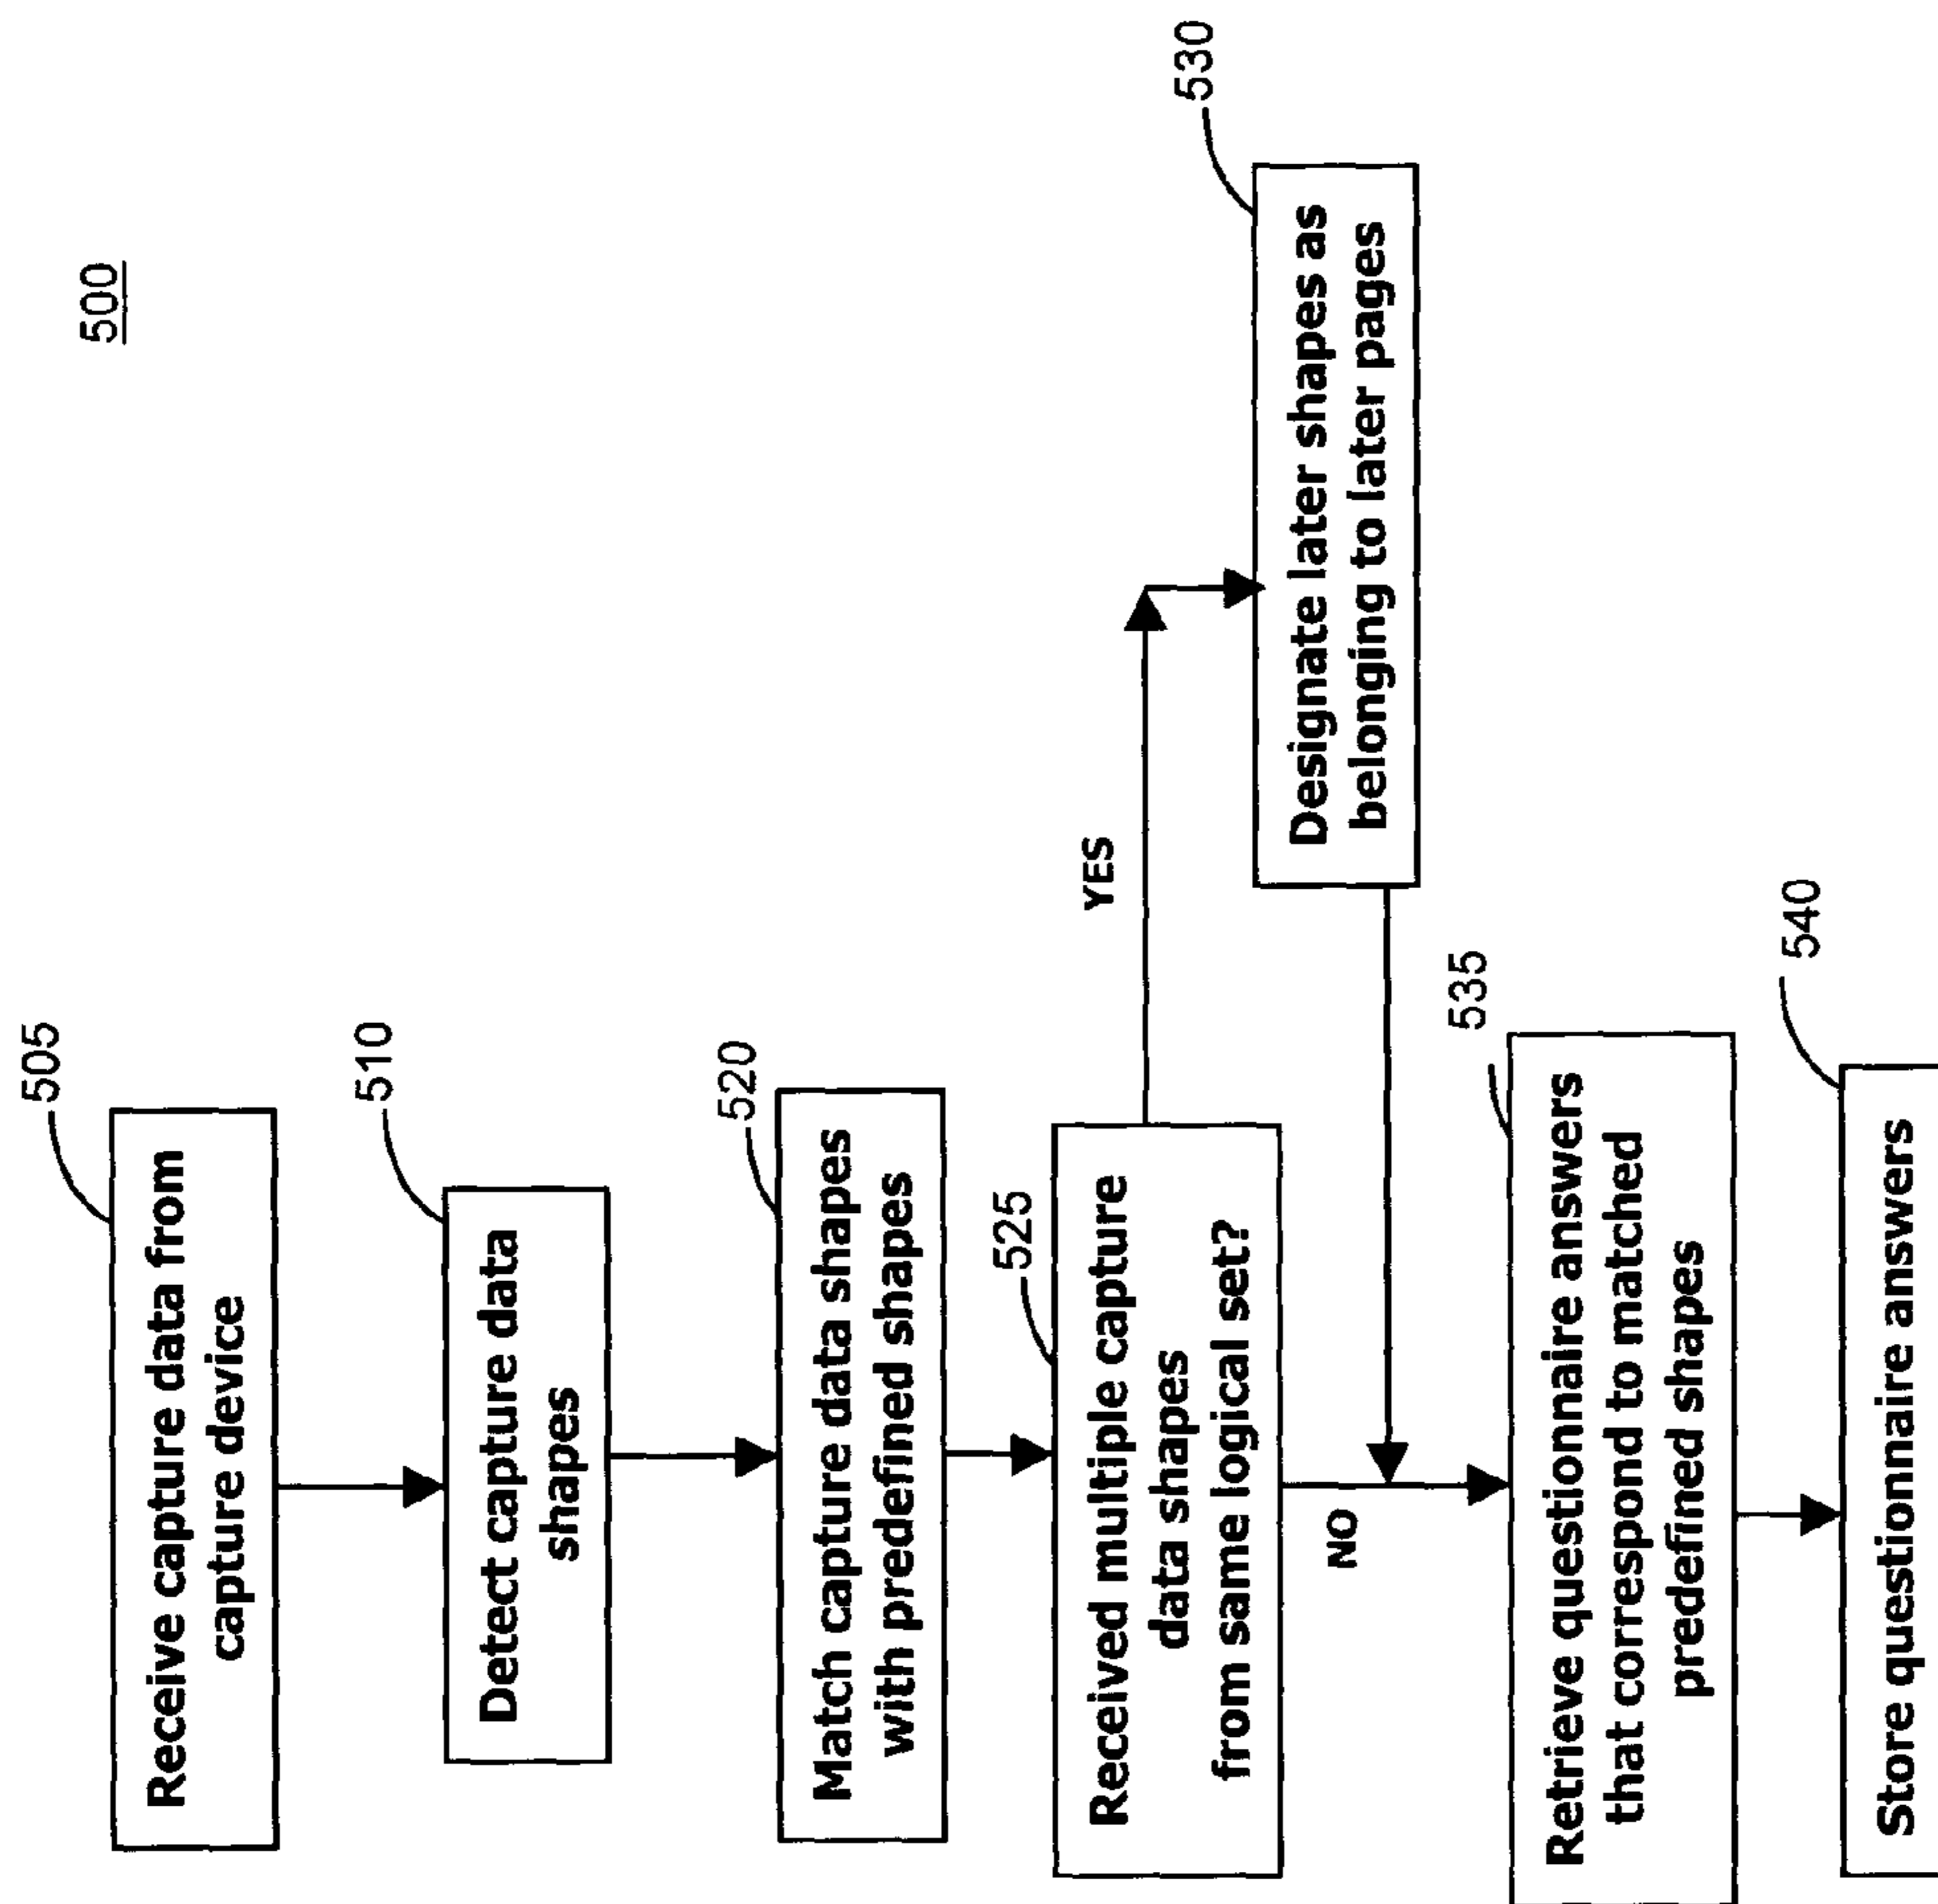 500
505
Receive capture data from
capture device
510
Detect capture data
shapes
520
Match capture data shapes
with predefined shapes
525
Received multiple capture
data shapes
from same logical set?
YES
530
Designate later shapes as
belonging to later pages
NO
535
Retrieve questionnaire answers
that correspond to matched
predefined shapes
540
Store questionnaire answers